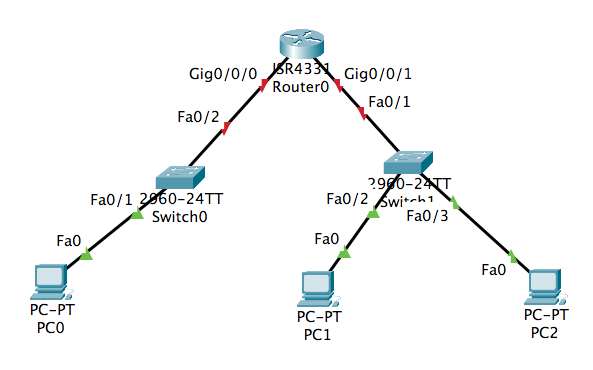 ISR4331
Router0
Gig0/0/0
Gig0/0/1
Fa0/2
Fa0/1
2960-24TT
Switch0
Fa0/1
2960-24TT
Switch1
Fa0/2
Fa0/3
Fa0
Fa0
Fa0
PC-PT
PC0
PC-PT
PC1
PC-PT
PC2